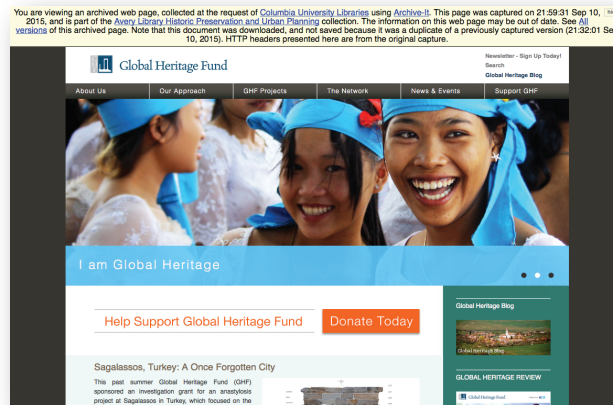 You are viewing an archived web page, collected at the request of Columbia University Libraries using Archive-It. This page was captured on 21:59:31 Sep 10,
2015, and is part of the Avery Library Historic Preservation and Urban Planning collection. The information on this web page may be out of date. See All
versions of this archived page. Note that this document was downloaded, and not saved because it was a duplicate of a previously captured version (21:32:01 Se
10, 2015). HTTP headers presented here are from the original capture.
Newsletter - Sign Up Today!
Global Heritage Fund
Search
Global Heritage Blog
About Us Our Approach GHF Projects The Network News & Events Support GHF
I am Global Heritage
Help Support Global Heritage Fund Donate Today
Global Heritage Blog
Global Heritage Blog
Sagalassos, Turkey: A Once Forgotten City
This past summer Global Heritage Fund (GHF)
sponsored an investigation grant for an anastylosis
project at Sagalassos in Turkey, which focused on the
GLOBAL HERITAGE REVIEW
Global Heritage Fund